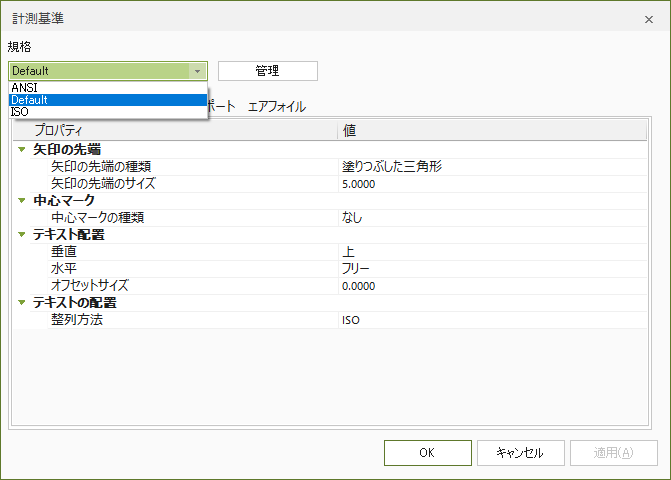 計測基準
規格
Default
管理
ANSI
Default
ISO
ポート エアフォイル
プロパティ 値
矢印の先端
矢印の先端の種類 塗りつぶした三角形
矢印の先端のサイズ 5.0000
中心マーク
中心マークの種類 なし
テキスト配置
垂直 上
水平 フリー
オフセットサイズ 0.0000
テキストの配置
整列方法 ISO
OK キャンセル 適用(A)